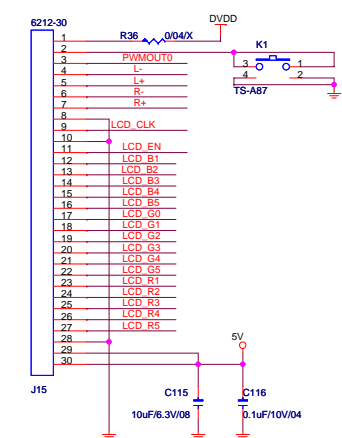 6212-30
DVDD
1 R36 0/04/X
2 K1
3 PWMOUT0
3 1
4 L-
4 2
5 L+
TS-A87
6 R-
7 R+
8
9 LCD_CLK
10
11 LCD_EN
12 LCD_B1
13 LCD_B2
14 LCD_B3
15 LCD_B4
16 LCD_B5
17 LCD_G0
18 LCD_G1
19 LCD_G2
20 LCD_G3
21 LCD_G4
22 LCD_G5
23 LCD_R1
24 LCD_R2
25 LCD_R3
26 LCD_R4
27 LCD_R5
28
5V
29
30
J15
C115 C116
10uF/6.3V/08 0.1uF/10V/04